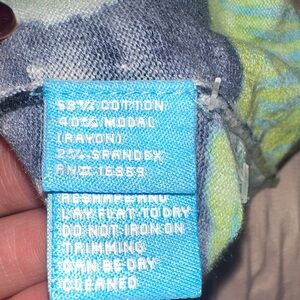 58% COTTON
40% MODAL
(RAYON)
2% SPANDEX
RN# 16969
RESHAPE AND
LAY FLAT TO DRY
DO NOT IRON ON
TRIMMING
CAN BE DRY
CLEANED